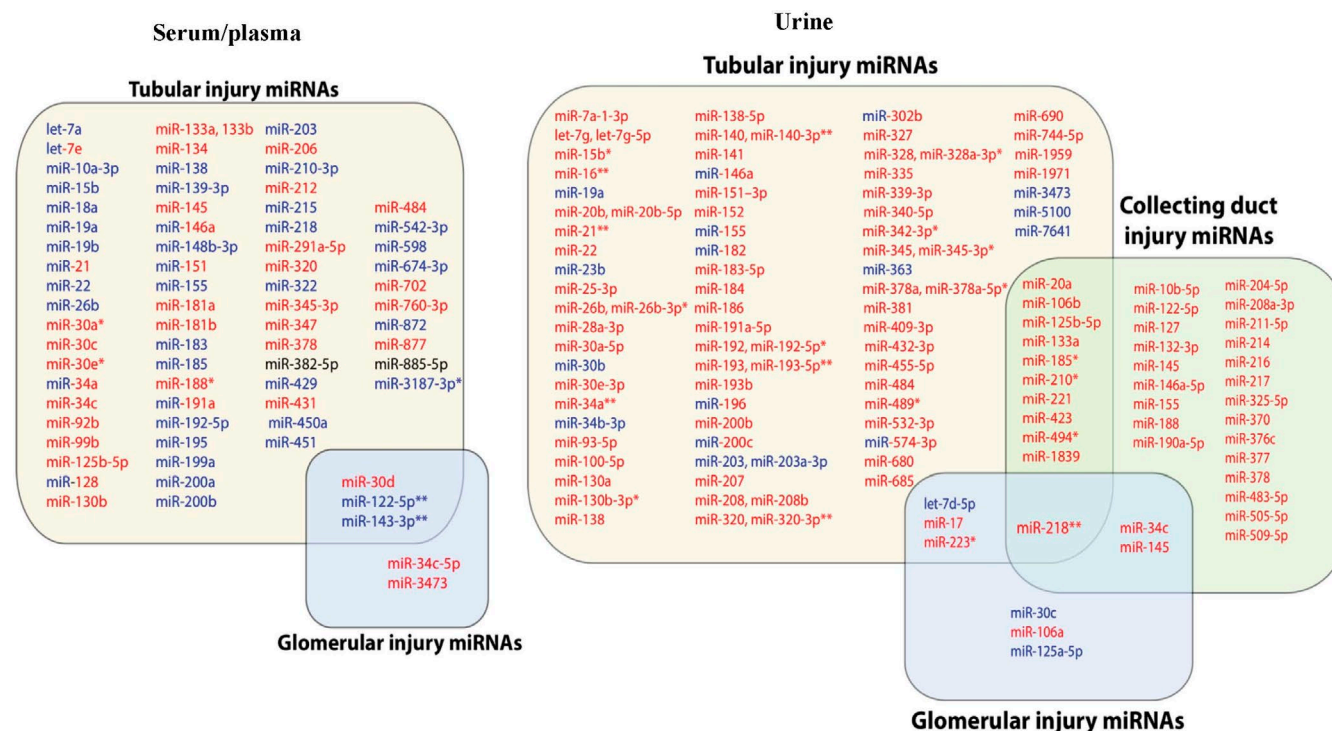 Serum/plasma
Tubular injury miRNAs
let-7a
let-7e
miR-10a-3p
miR-15b
miR-18a
miR-19a
miR-19b
miR-21
miR-22
miR-26b
miR-30a*
miR-30c
miR-30e*
miR-34a
miR-34c
miR-92b
miR-99b
miR-125b-5p
miR-128
miR-130b
miR-133a, 133b
miR-134
miR-138
miR-139-3p
miR-145
miR-146a
miR-148b-3p
miR-151
miR-155
miR-181a
miR-181b
miR-183
miR-185
miR-188*
miR-191a
miR-192-5p
miR-195
miR-199a
miR-200a
miR-200b
miR-203
miR-206
miR-210-3p
miR-212
miR-215
miR-218
miR-291a-5p
miR-320
miR-322
miR-345-3p
miR-347
miR-378
miR-382-5p
miR-429
miR-431
miR-450a
miR-451
miR-484
miR-542-3p
miR-598
miR-674-3p
miR-702
miR-760-3p
miR-872
miR-877
miR-885-5p
miR-3187-3p*
miR-30d
miR-122-5p**
miR-143-3p**
miR-34c-5p
miR-3473
Glomerular injury miRNAs
Urine
Tubular injury miRNAs
miR-7a-1-3p
let-7g, let-7g-5p
miR-15b*
miR-16**
miR-19a
miR-20b, miR-20b-5p
miR-21**
miR-22
miR-23b
miR-25-3p
miR-26b, miR-26b-3p*
miR-28a-3p
miR-30a-5p
miR-30b
miR-30e-3p
miR-34a**
miR-34b-3p
miR-93-5p
miR-100-5p
miR-130a
miR-130b-3p*
miR-138
miR-138-5p
miR-140, miR-140-3p**
miR-141
miR-146a
miR-151–3p
miR-152
miR-155
miR-182
miR-183-5p
miR-184
miR-186
miR-191a-5p
miR-192, miR-192-5p*
miR-193, miR-193-5p**
miR-193b
miR-196
miR-200b
miR-200c
miR-203, miR-203a-3p
miR-207
miR-208, miR-208b
miR-320, miR-320-3p**
miR-302b
miR-327
miR-328, miR-328a-3p*
miR-335
miR-339-3p
miR-340-5p
miR-342-3p*
miR-345, miR-345-3p*
miR-363
miR-378a, miR-378a-5p*
miR-381
miR-409-3p
miR-432-3p
miR-455-5p
miR-484
miR-489*
miR-532-3p
miR-574-3p
miR-680
miR-685
miR-690
miR-744-5p
miR-1959
miR-1971
miR-3473
miR-5100
miR-7641
Collecting duct
injury miRNAs
miR-20a
miR-106b
miR-125b-5p
miR-133a
miR-185*
miR-210*
miR-221
miR-423
miR-494*
miR-1839
miR-10b-5p
miR-122-5p
miR-127
miR-132-3p
miR-145
miR-146a-5p
miR-155
miR-188
miR-190a-5p
miR-204-5p
miR-208a-3p
miR-211-5p
miR-214
miR-216
miR-217
miR-325-5p
miR-370
miR-376c
miR-377
miR-378
miR-483-5p
miR-505-5p
miR-509-5p
let-7d-5p
miR-17
miR-223*
miR-218**
miR-34c
miR-145
miR-30c
miR-106a
miR-125a-5p
Glomerular injury miRNAs